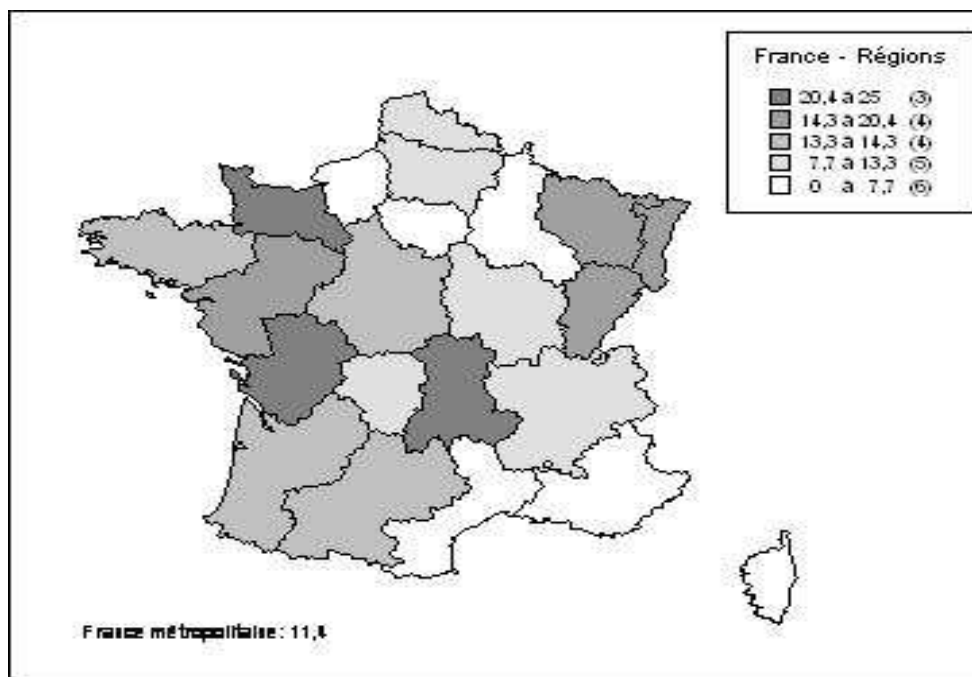 France - Régions
20,4 à 25 (3)
14,3 à 20,4 (4)
13,3 à 14,3 (4)
7,7 à 13,3 (5)
0 à 7,7 (6)
France métropolitaine : 11,4